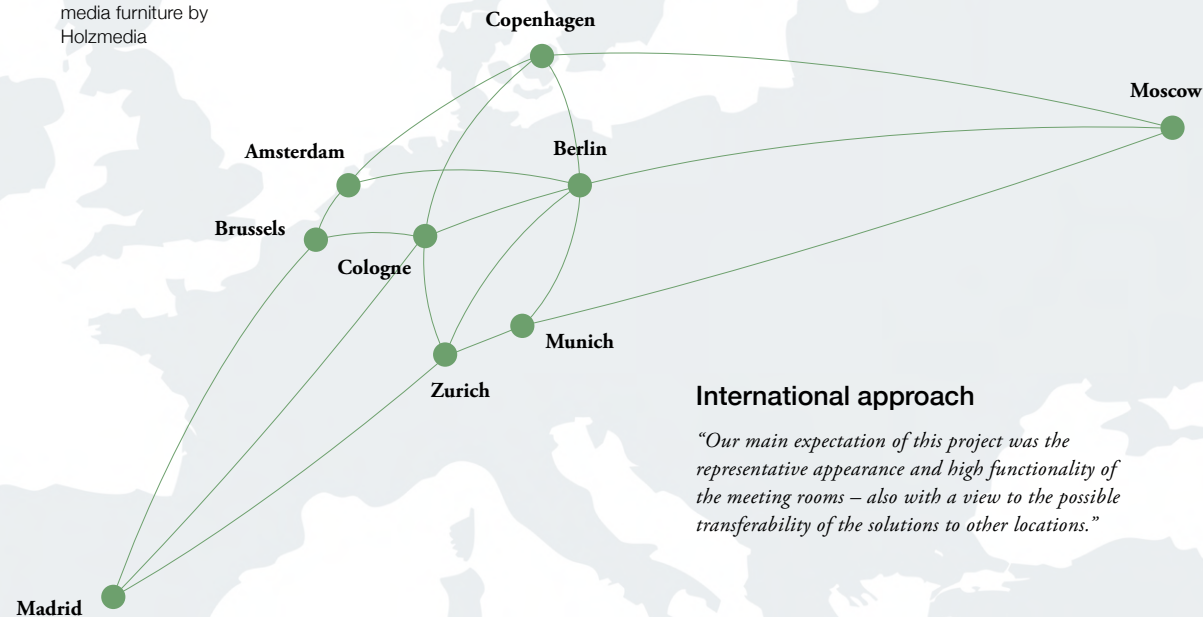 media furniture by
Holzmedia
Copenhagen
Moscow
Amsterdam
Berlin
Brussels
Cologne
Munich
Zurich
International approach
“Our main expectation of this project was the
representative appearance and high functionality of
the meeting rooms – also with a view to the possible
transferability of the solutions to other locations.”
Madrid